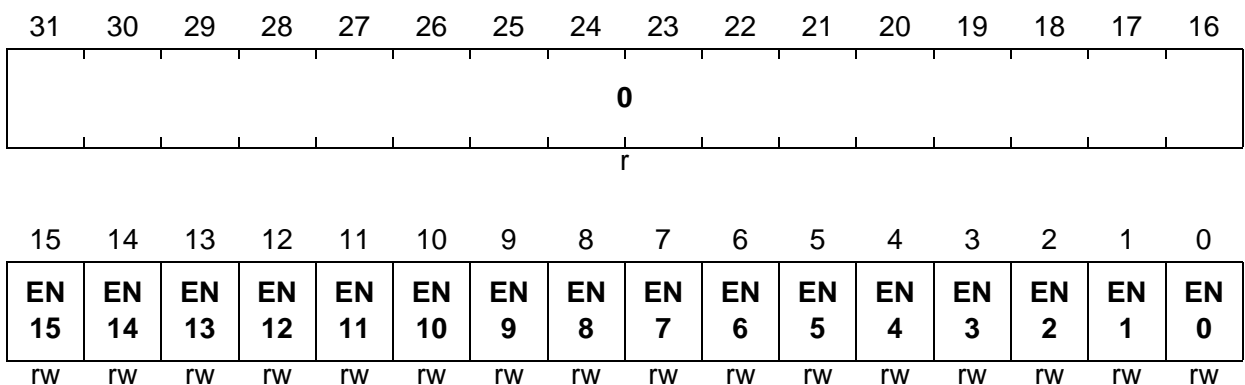 31 30 29 28 27 26 25 24 23 22 21 20 19 18 17 16
0
r
15 14 13 12 11 10 9 8 7 6 5 4 3 2 1 0
EN EN EN EN EN EN EN EN EN EN EN EN EN EN EN EN
15 14 13 12 11 10 9 8 7 6 5 4 3 2 1 0
rw rw rw rw rw rw rw rw rw rw rw rw rw rw rw rw